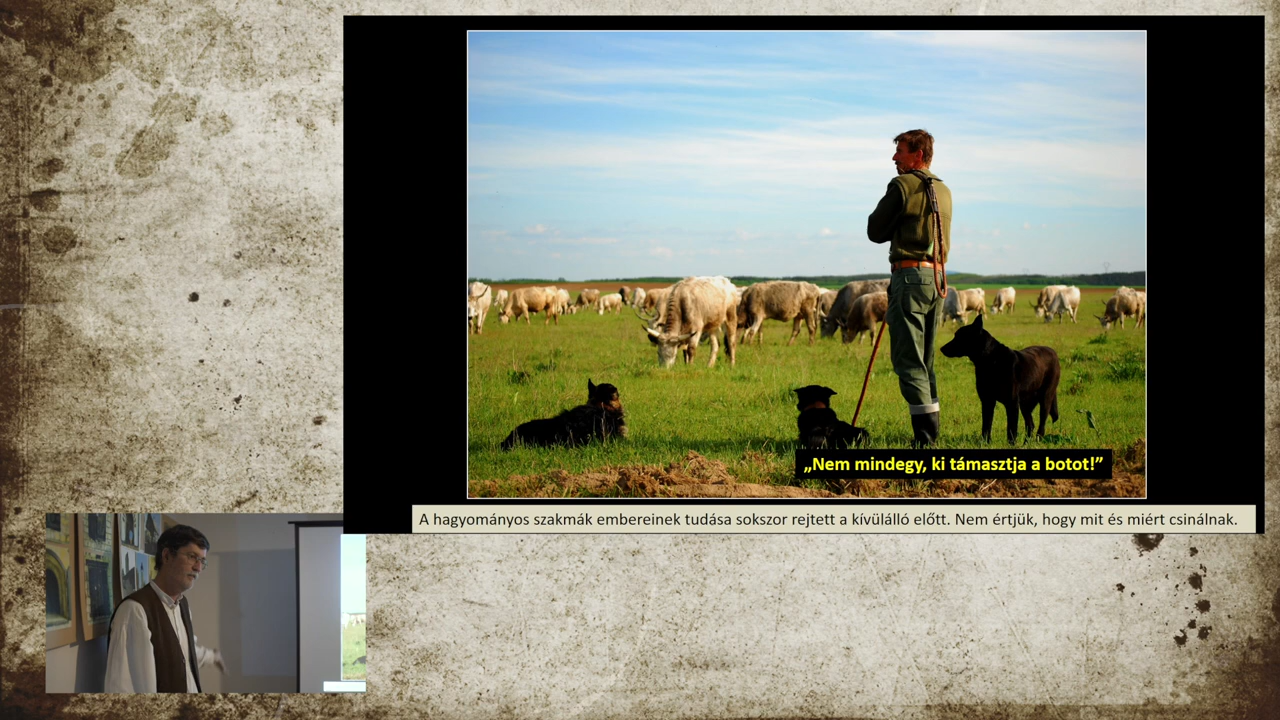 „Nem mindegy, ki támasztja a botot!”
A hagyományos szakmák embereinek tudása sokszor rejtett a kívülálló előtt. Nem értjük, hogy mit és miért csinálnak.